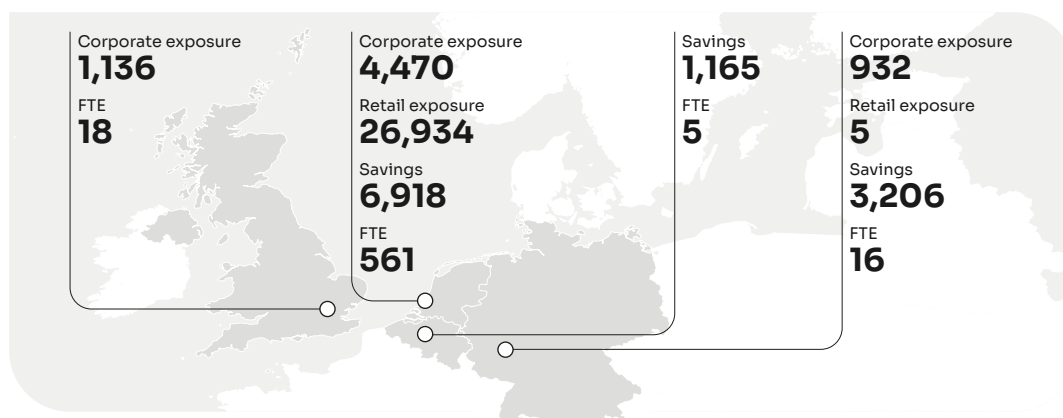 Corporate exposure
1,136
FTE
18
Corporate exposure
4,470
Retail exposure
26,934
Savings
6,918
FTE
561
Savings
1,165
FTE
5
Corporate exposure
932
Retail exposure
5
Savings
3,206
FTE
16